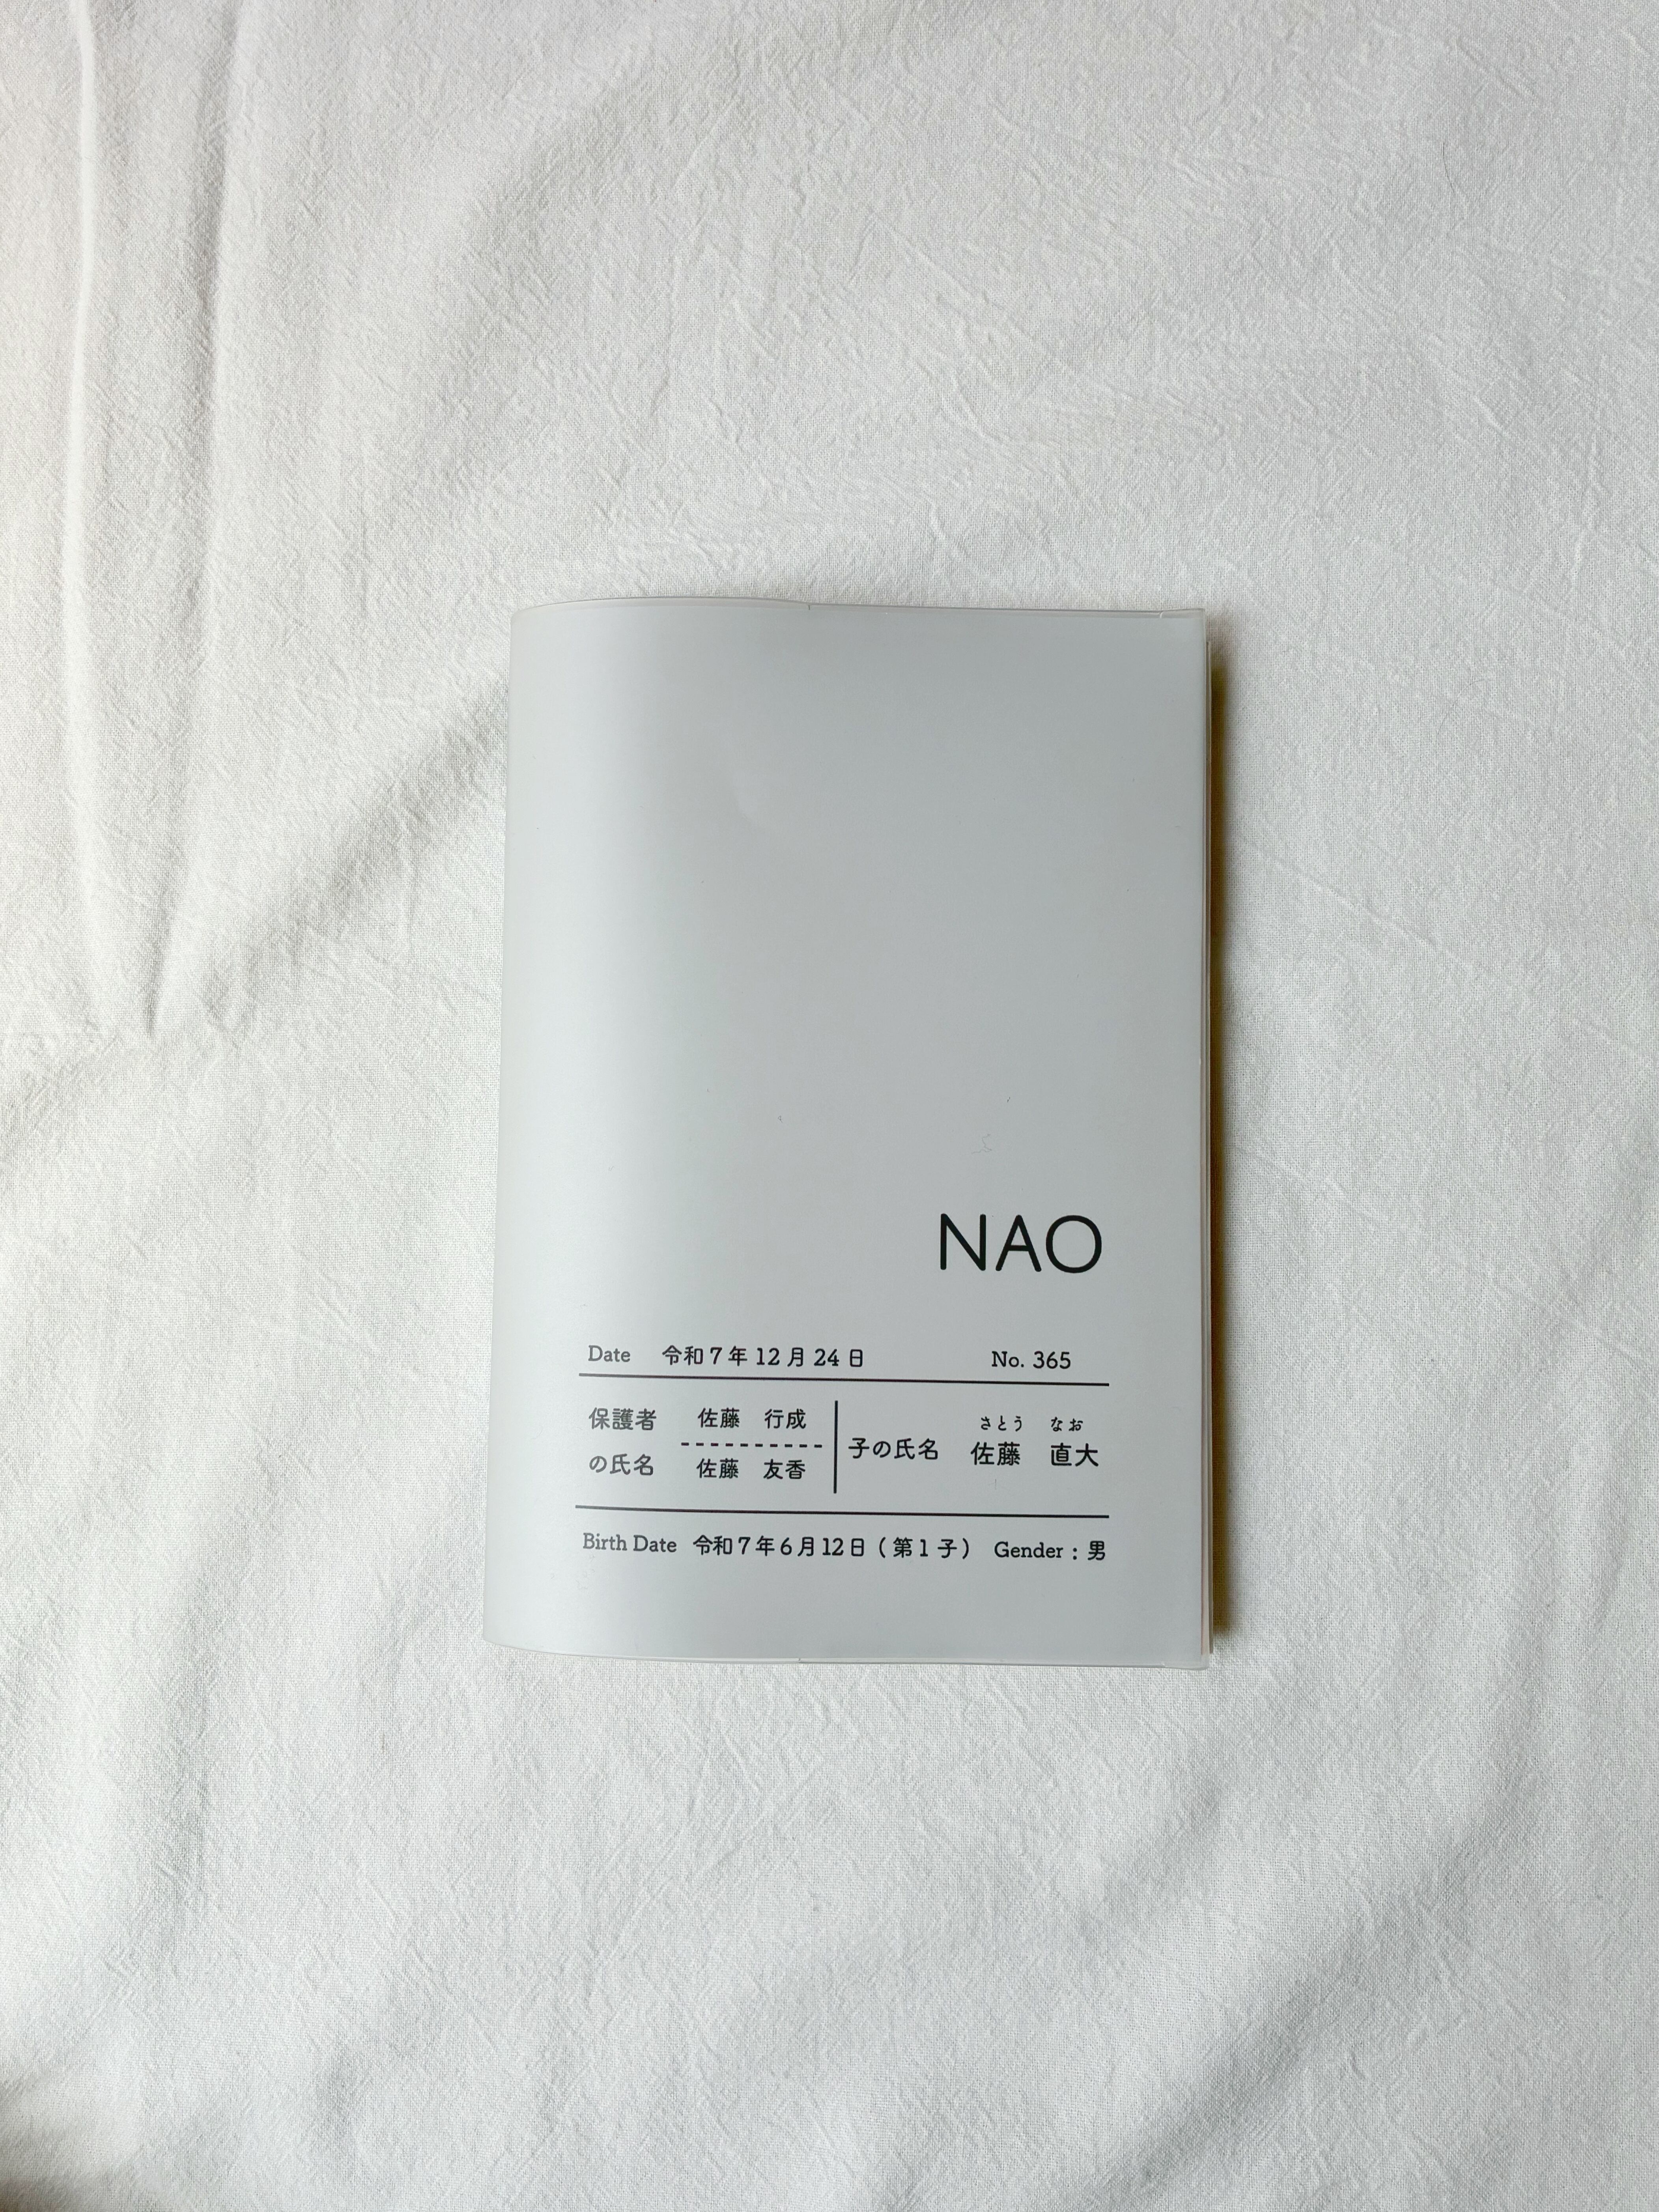 NAO
Date 令和7年12月24日 No. 365
保護者 佐藤 行成
の氏名 佐藤 友香
さとう なお
子の氏名 佐藤 直大
Birth Date 令和7年6月12日(第1子) Gender : 男